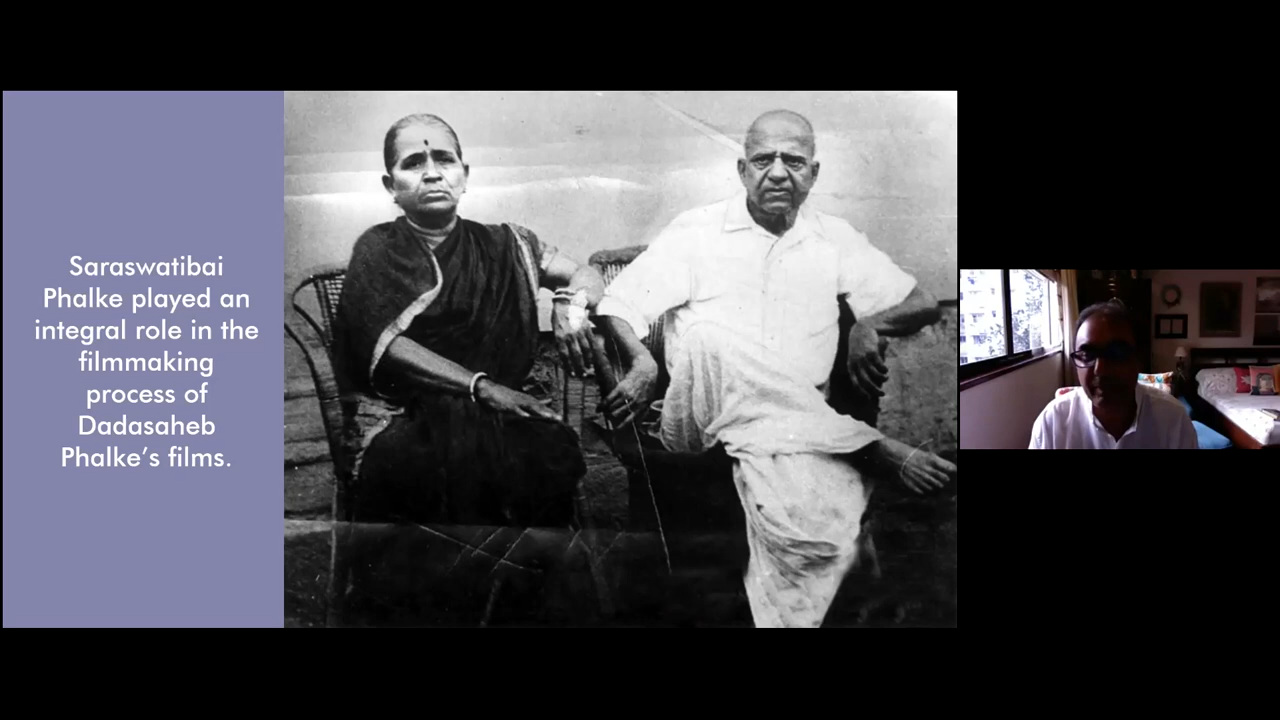 Saraswatibai
Phalke played an
integral role in the
filmmaking
process of
Dadasaheb
Phalke’s films.